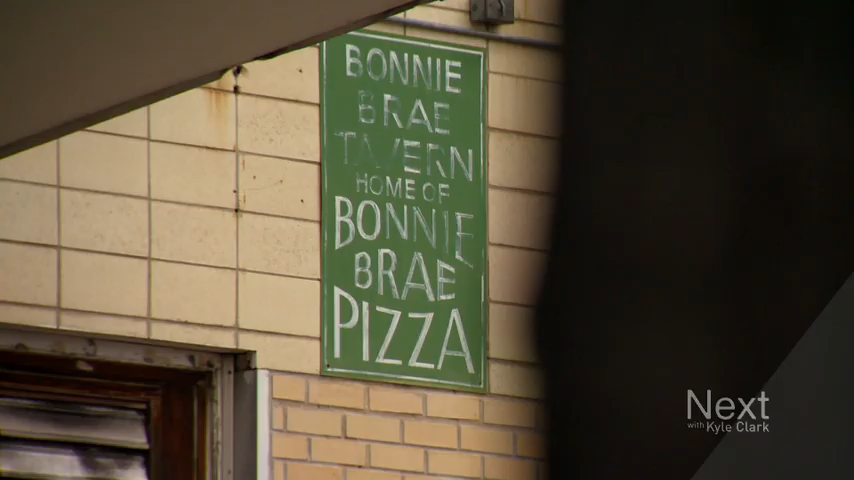 BONNIE
BRAE
TAVERN
HOME OF
BONNIE
BRAE
PIZZA
Next
with Kyle Clark